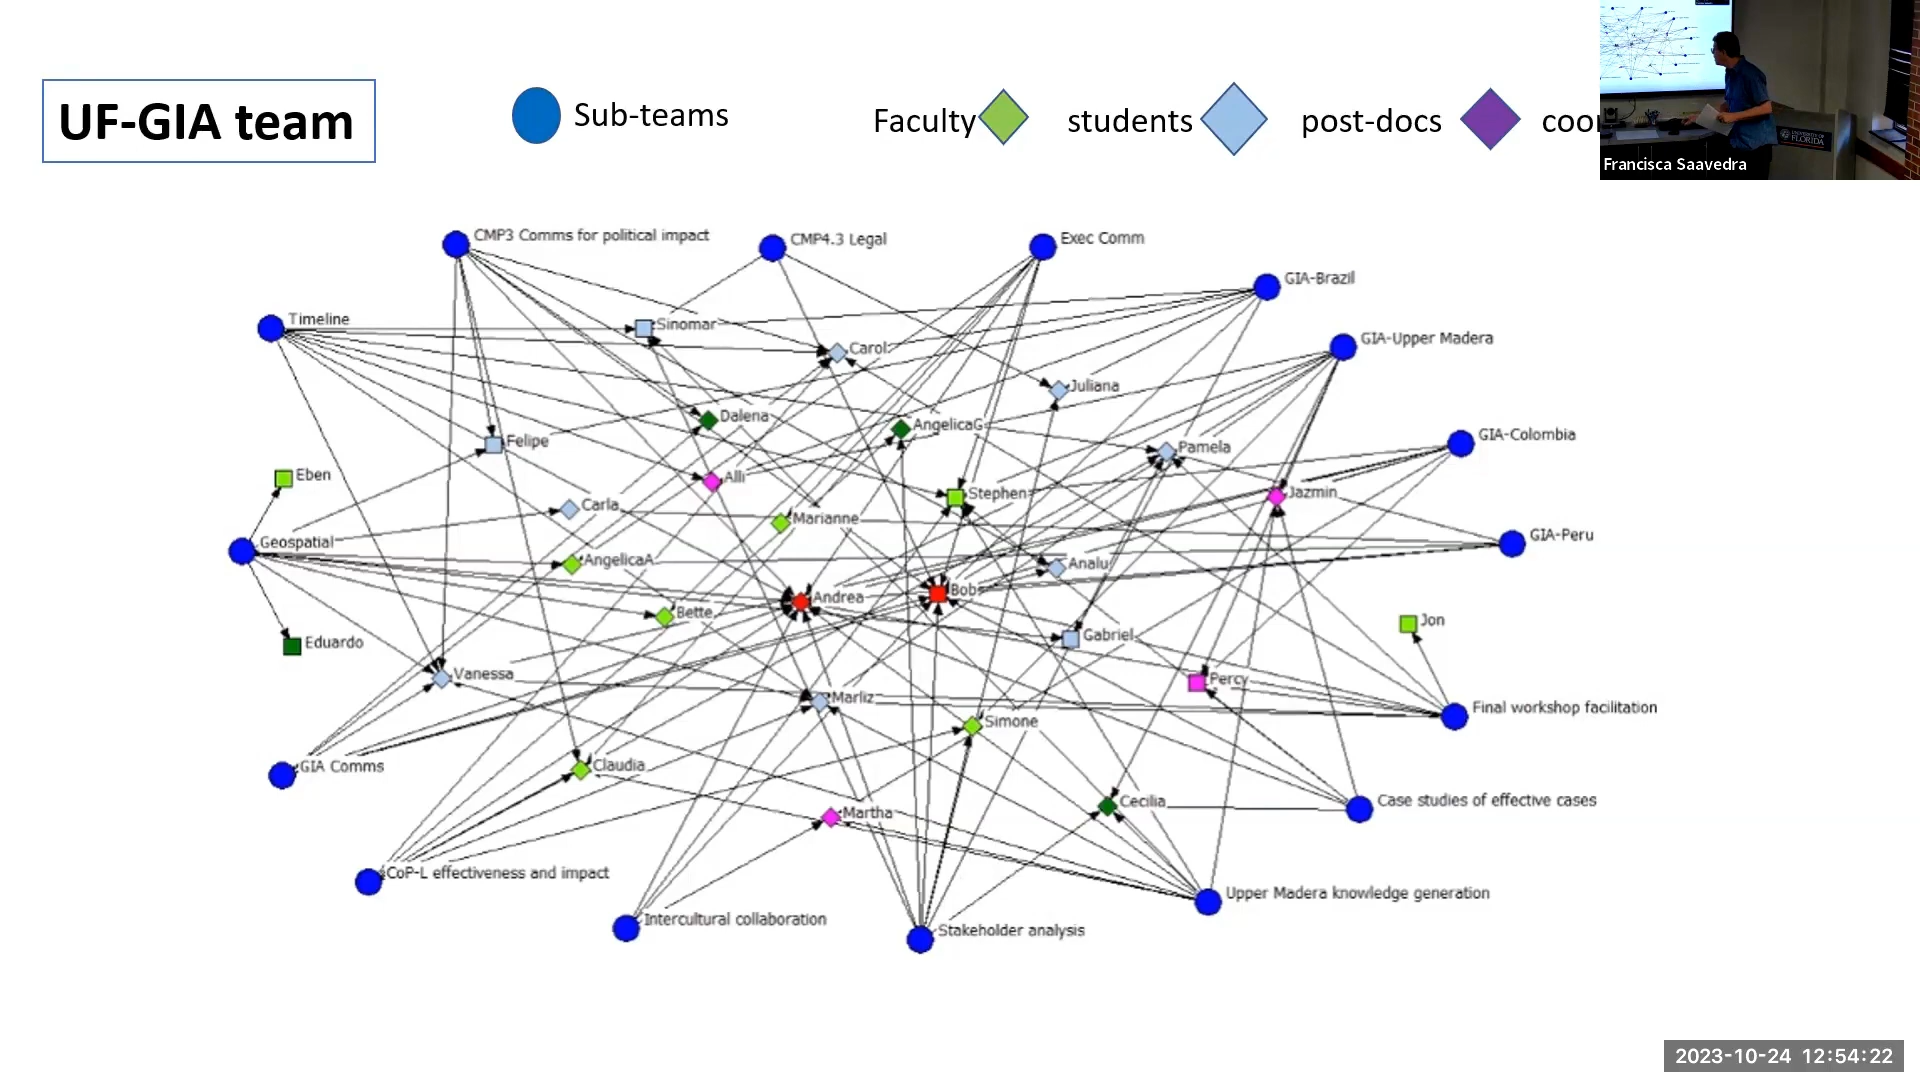 UF-GIA team
Sub-teams
Faculty
students
post-docs
coor
Francisca Saavedra
UNIVERSITY of
FLORIDA
CMP3 Comms for political impact
CMP4.3 Legal
Exec Comm
GIA-Brazil
Timeline
Sinomar
GIA-Upper Madera
Carol
Juliana
Dalena
AngelicaG
GIA-Colombia
Felipe
Pamela
Eben
Alli
Stephen
Jazmin
Carla
Marianne
GIA-Peru
Geospatial
AngelicaA
Analu
Andrea
Bob
Bette
Jon
Eduardo
Gabriel
Vanessa
Percy
Marliz
Final workshop facilitation
Simone
GIA Comms
Claudia
Case studies of effective cases
Martha
Cecilia
CoP-L effectiveness and impact
Upper Madera knowledge generation
Intercultural collaboration
Stakeholder analysis
2023-10-24 12:54:22